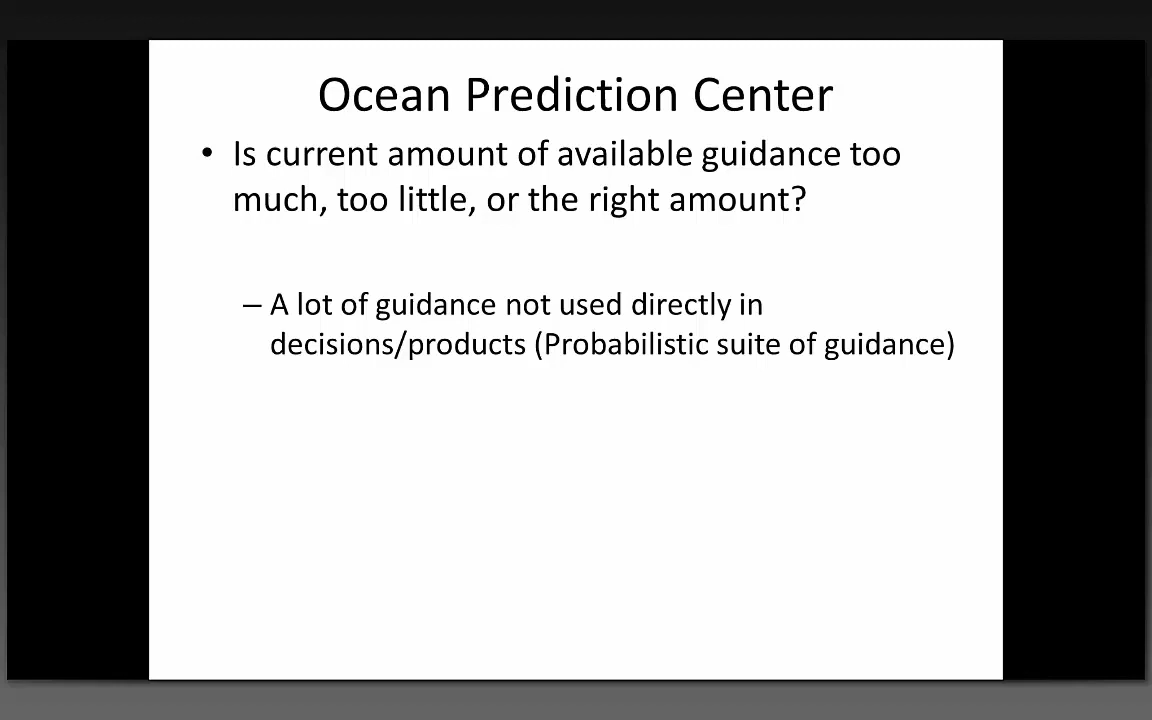 Ocean Prediction Center
• Is current amount of available guidance too
much, too little, or the right amount?
– A lot of guidance not used directly in
decisions/products (Probabilistic suite of guidance)